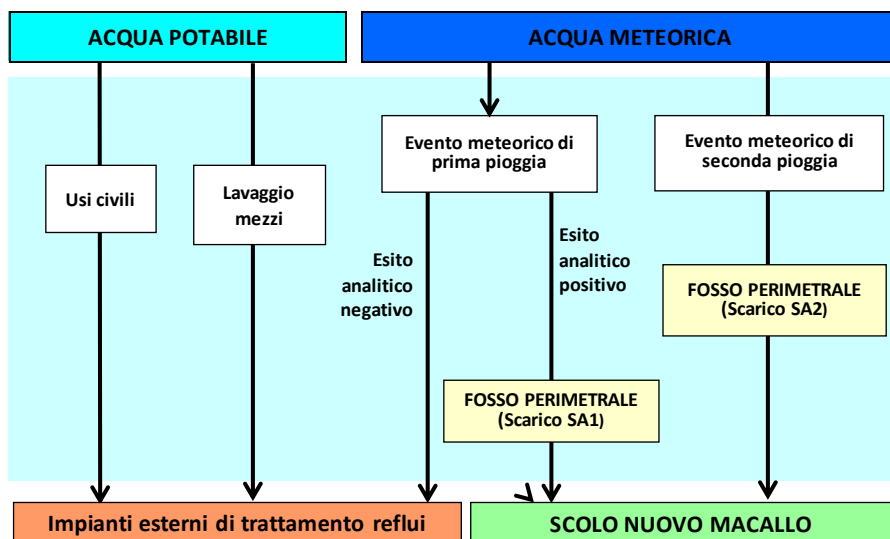 ACQUA POTABILE
ACQUA METEORICA
Evento meteorico di
prima pioggia
Evento meteorico di
seconda pioggia
Usi civili
Lavaggio
mezzi
Esito
analitico
negativo
Esito
analitico
positivo
FOSSO PERIMETRALE
(Scarico SA2)
FOSSO PERIMETRALE
(Scarico SA1)
Impianti esterni di trattamento reflui
SCOLO NUOVO MACALLO